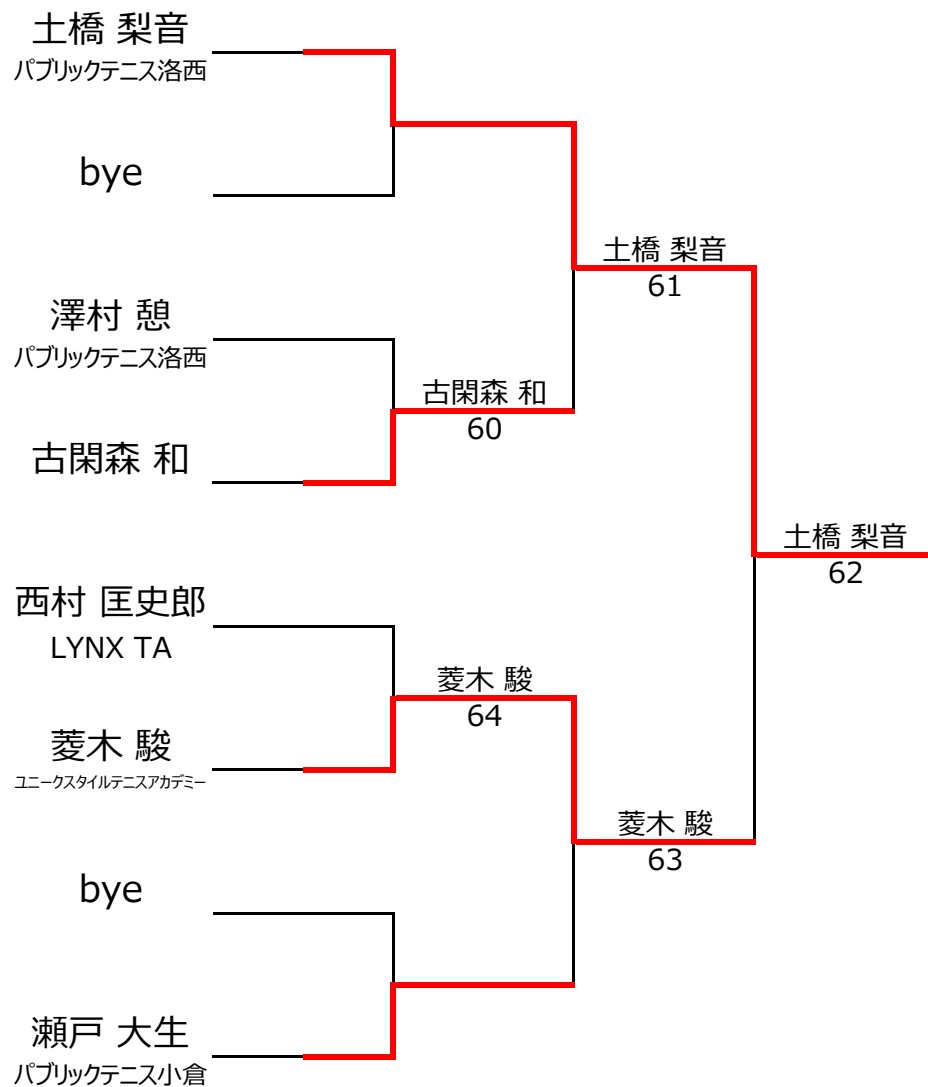 土橋 梨音
パブリックテニス洛西
bye
土橋 梨音
61
澤村 憩
パブリックテニス洛西
古閑森 和
60
古閑森 和
土橋 梨音
62
西村 匡史郎
LYNX TA
菱木 駿
64
菱木 駿
ユニークスタイルテニスアカデミー
菱木 駿
63
bye
瀬戸 大生
パブリックテニス小倉